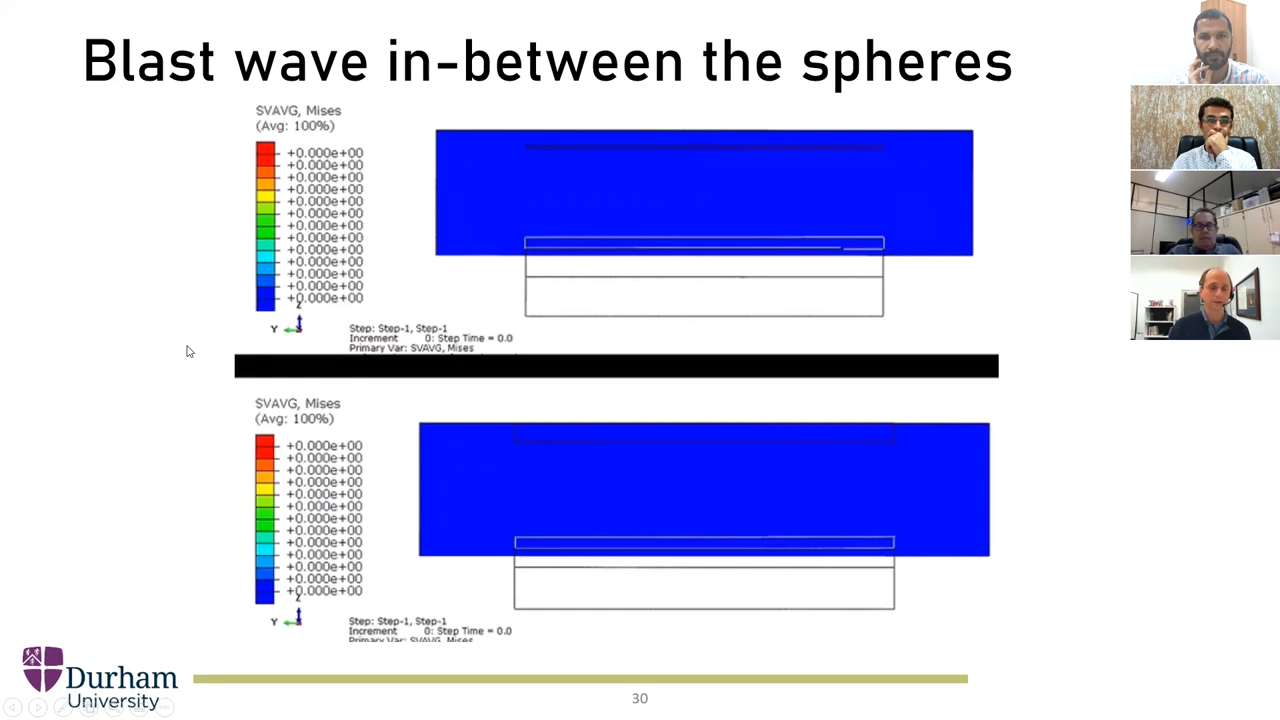 Blast wave in-between the spheres
SVAVG, Mises
(Avg: 100%)
+0.000e+00
+0.000e+00
+0.000e+00
+0.000e+00
+0.000e+00
+0.000e+00
+0.000e+00
+0.000e+00
+0.000e+00
+0.000e+00
+0.000e+00
+0.000e+00
+0.000e+00
Z
Y
Step: Step-1, Step-1
Increment 0: Step Time = 0.0
Primary Var: SVAVG, Mises
SVAVG, Mises
(Avg: 100%)
+0.000e+00
+0.000e+00
+0.000e+00
+0.000e+00
+0.000e+00
+0.000e+00
+0.000e+00
+0.000e+00
+0.000e+00
+0.000e+00
+0.000e+00
+0.000e+00
+0.000e+00
Z
Y
Step: Step-1, Step-1
Increment 0: Step Time = 0.0
Primary Var: SVAVG, Mises
Durham
University
30